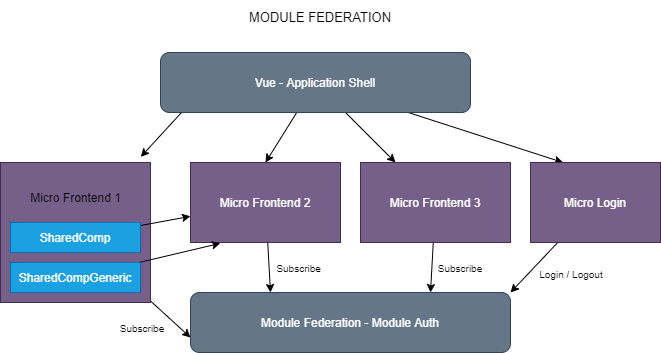 MODULE FEDERATION
Vue - Application Shell
Micro Frontend 1
Micro Frontend 2
Micro Frontend 3
Micro Login
SharedComp
SharedCompGeneric
Subscribe
Subscribe
Login / Logout
Subscribe
Module Federation - Module Auth